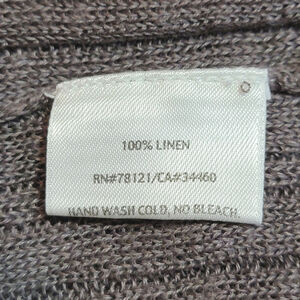 100% LINEN
RN#78121/CA#34460
HAND WASH COLD, NO BLEACH.